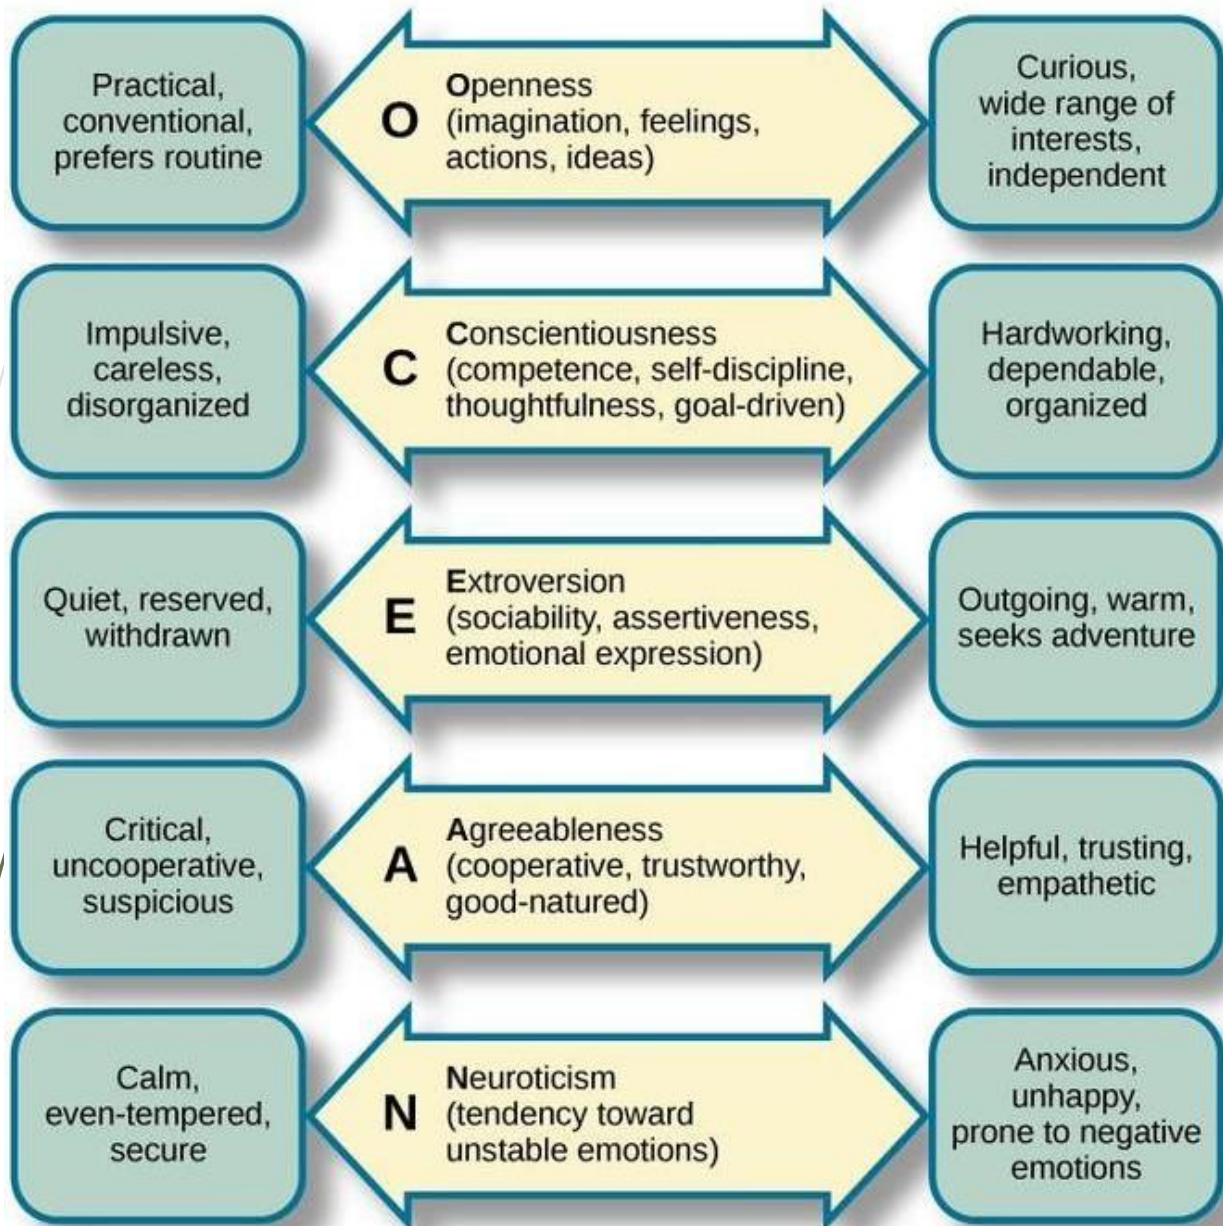 Practical,
conventional,
prefers routine
O
Openness
(imagination, feelings,
actions, ideas)
Curious,
wide range of
interests,
independent
Impulsive,
careless,
disorganized
C
Conscientiousness
(competence, self-discipline,
thoughtfulness, goal-driven)
Hardworking,
dependable,
organized
Quiet, reserved,
withdrawn
E
Extroversion
(sociability, assertiveness,
emotional expression)
Outgoing, warm,
seeks adventure
Critical,
uncooperative,
suspicious
A
Agreeableness
(cooperative, trustworthy,
good-natured)
Helpful, trusting,
empathetic
Calm,
even-tempered,
secure
N
Neuroticism
(tendency toward
unstable emotions)
Anxious,
unhappy,
prone to negative
emotions